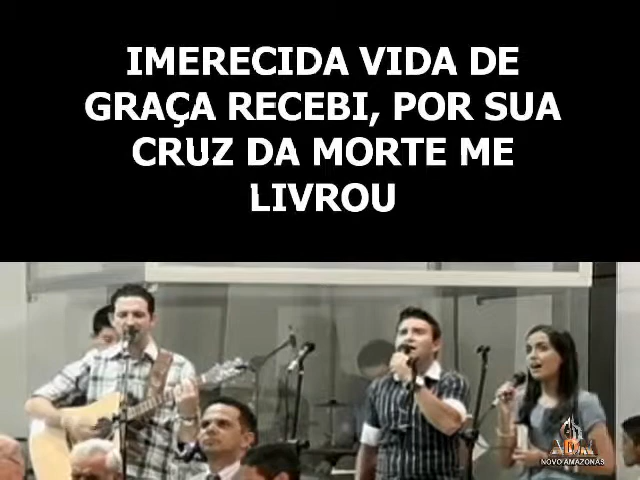 IMERECIDA VIDA DE
GRAÇA RECEBI, POR SUA
CRUZ DA MORTE ME
LIVROU
NOVO AMAZONAS